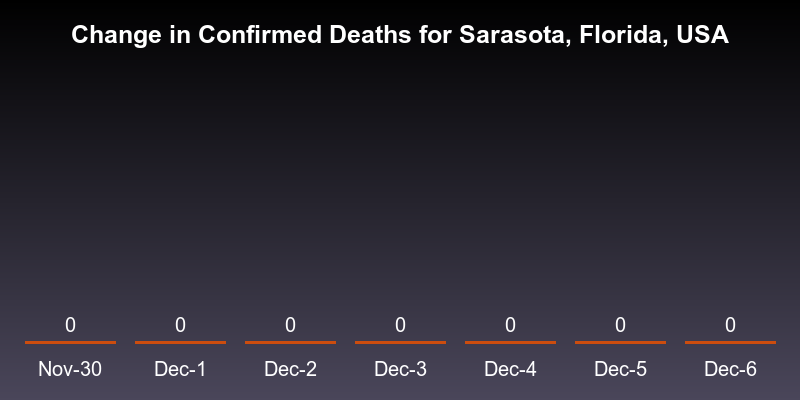 Change in Confirmed Deaths for Sarasota, Florida, USA
0 0 0 0 0 0 0
Nov-30 Dec-1 Dec-2 Dec-3 Dec-4 Dec-5 Dec-6